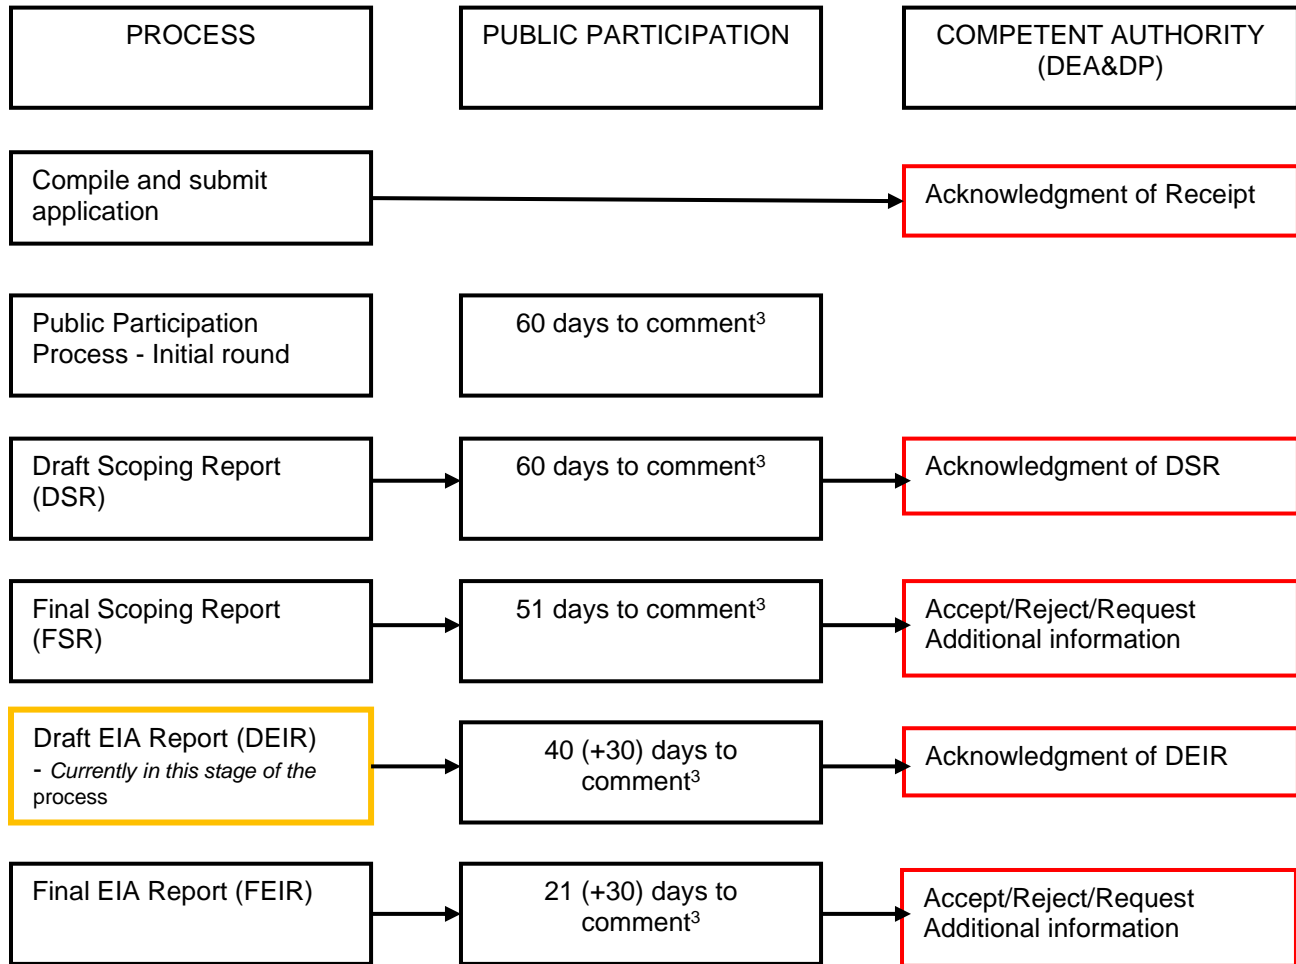 PROCESS
PUBLIC PARTICIPATION
COMPETENT AUTHORITY
(DEA&DP)
Compile and submit
application
Acknowledgment of Receipt
Public Participation
Process - Initial round
60 days to comment³
Draft Scoping Report
(DSR)
60 days to comment³
Acknowledgment of DSR
Final Scoping Report
(FSR)
51 days to comment³
Accept/Reject/Request
Additional information
Draft EIA Report (DEIR)
- Currently in this stage of the
process
40 (+30) days to
comment³
Acknowledgment of DEIR
Final EIA Report (FEIR)
21 (+30) days to
comment³
Accept/Reject/Request
Additional information